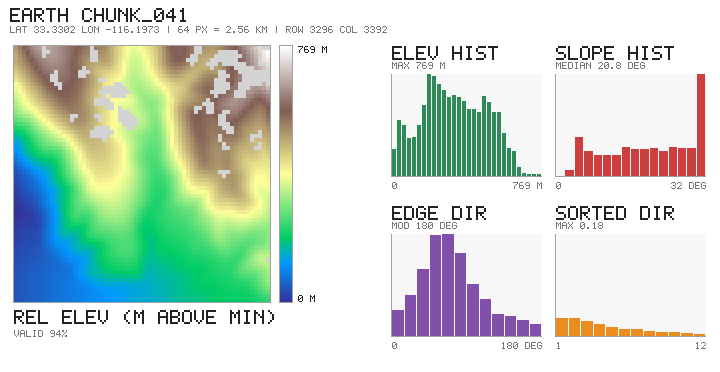 EARTH CHUNK_041
LAT 33.3302 LON -116.1973 | 64 PX = 2.56 KM | ROW 3296 COL 3392
769 M
0 M
REL ELEV (M ABOVE MIN)
VALID 94%
ELEV HIST
MAX 769 M
0 769 M
SLOPE HIST
MEDIAN 20.8 DEG
0 32 DEG
EDGE DIR
MOD 180 DEG
0 180 DEG
SORTED DIR
MAX 0.18
1 12